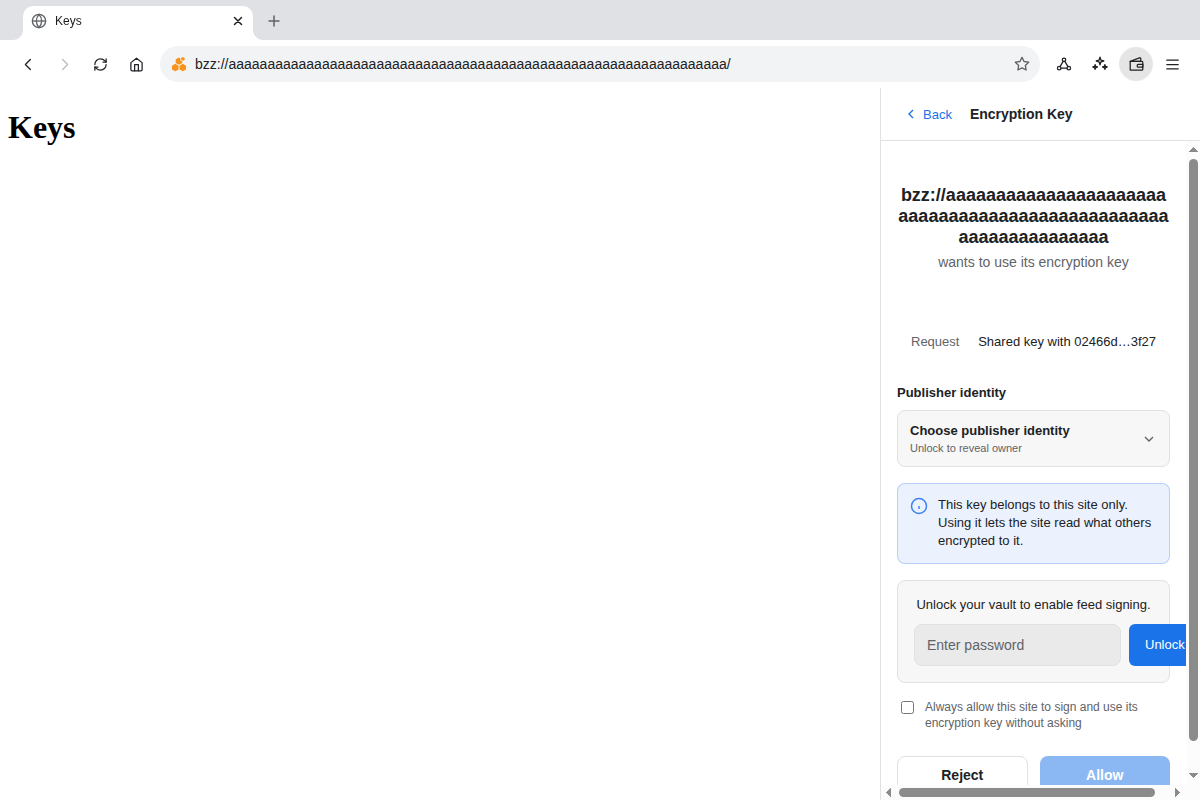 Keys
bzz://aaaaaaaaaaaaaaaaaaaaaaaaaaaaaaaaaaaaaaaaaaaaaaaaaaaaaaaaaaaaaaaa/
Keys
Back
Encryption Key
bzz://aaaaaaaaaaaaaaaaaaaaaa
aaaaaaaaaaaaaaaaaaaaaaaaaaa
aaaaaaaaaaaaaaa
wants to use its encryption key
Request
Shared key with 02466d…3f27
Publisher identity
Choose publisher identity
Unlock to reveal owner
This key belongs to this site only.
Using it lets the site read what others
encrypted to it.
Unlock your vault to enable feed signing.
Enter password
Unlock
Always allow this site to sign and use its
encryption key without asking
Reject
Allow